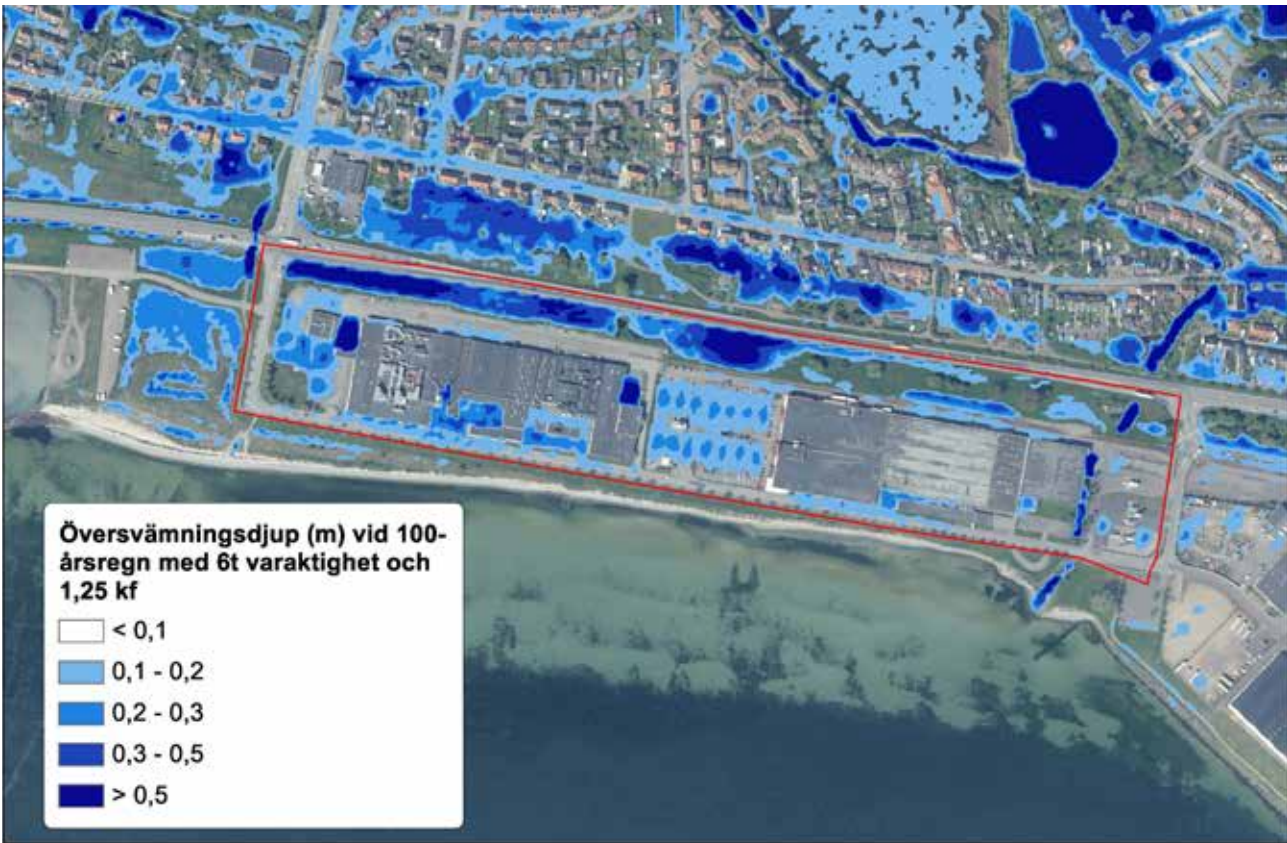 Översvämningsdjup (m) vid 100-
årsregn med 6t varaktighet och
1,25 kf
< 0,1
0,1 - 0,2
0,2 - 0,3
0,3 - 0,5
> 0,5